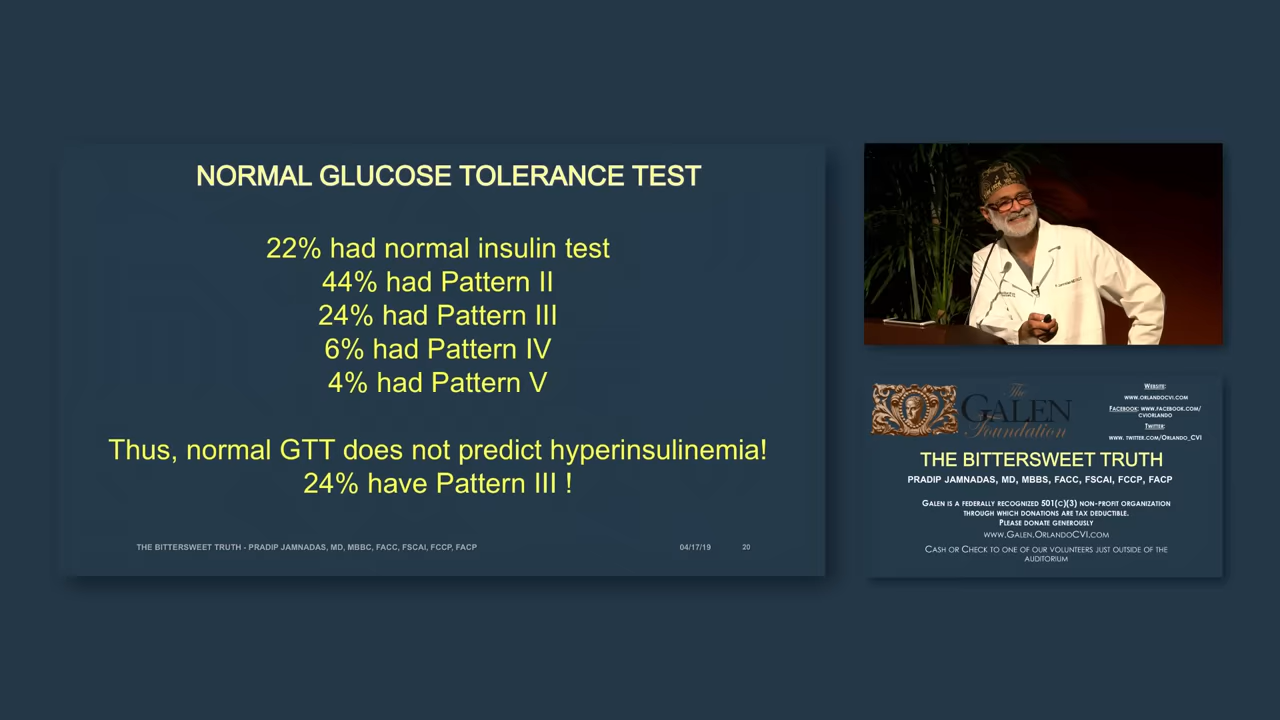 NORMAL GLUCOSE TOLERANCE TEST
22% had normal insulin test
44% had Pattern II
24% had Pattern III
6% had Pattern IV
4% had Pattern V
Thus, normal GTT does not predict hyperinsulinemia!
24% have Pattern III !
THE BITTERSWEET TRUTH - PRADIP JAMNADAS, MD, MBBC, FACC, FSCAI, FCCP, FACP
04/17/19
20
The
GALEN
Foundation
WEBSITE:
WWW.ORLANDOCVI.COM
FACEBOOK: WWW.FACEBOOK.COM/
CVIORLANDO
TWITTER:
WWW. TWITTER.COM/ORLANDO_CVI
THE BITTERSWEET TRUTH
PRADIP JAMNADAS, MD, MBBS, FACC, FSCAI, FCCP, FACP
GALEN IS A FEDERALLY RECOGNIZED 501(C)(3) NON-PROFIT ORGANIZATION
THROUGH WHICH DONATIONS ARE TAX DEDUCTIBLE.
PLEASE DONATE GENEROUSLY
WWW.GALEN.ORLANDOCVI.COM
CASH OR CHECK TO ONE OF OUR VOLUNTEERS JUST OUTSIDE OF THE
AUDITORIUM